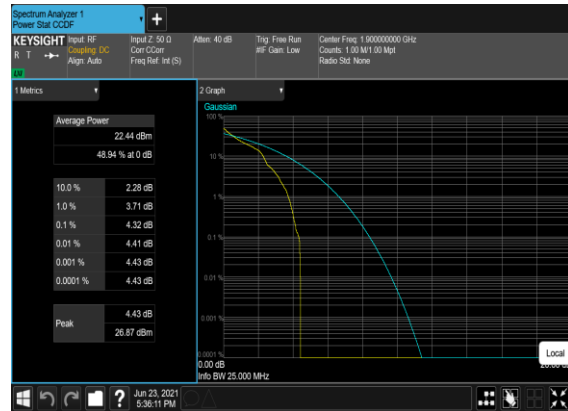 Spectrum Analyzer 1
Power Stat CCDF
KEYSIGHT
R T
LW
Input: RF
Coupling: DC
Align: Auto
Input Z: 50 Ω
Corr CCorr
Freq Ref: Int (S)
Atten: 40 dB
Trig: Free Run
#IF Gain: Low
Center Freq: 1.900000000 GHz
Counts: 1.00 M/1.00 Mpt
Radio Std: None
1 Metrics
Average Power
22.44 dBm
48.94 % at 0 dB
10.0 % 2.28 dB
1.0 % 3.71 dB
0.1 % 4.32 dB
0.01 % 4.41 dB
0.001 % 4.43 dB
0.0001 % 4.43 dB
Peak
4.43 dB
26.87 dBm
2 Graph
Gaussian
100 %
10 %
1 %
0.1 %
0.01 %
0.001 %
0.0001 %
0.00 dB
Info BW 25.000 MHz
Local
?
Jun 23, 2021
5:36:11 PM